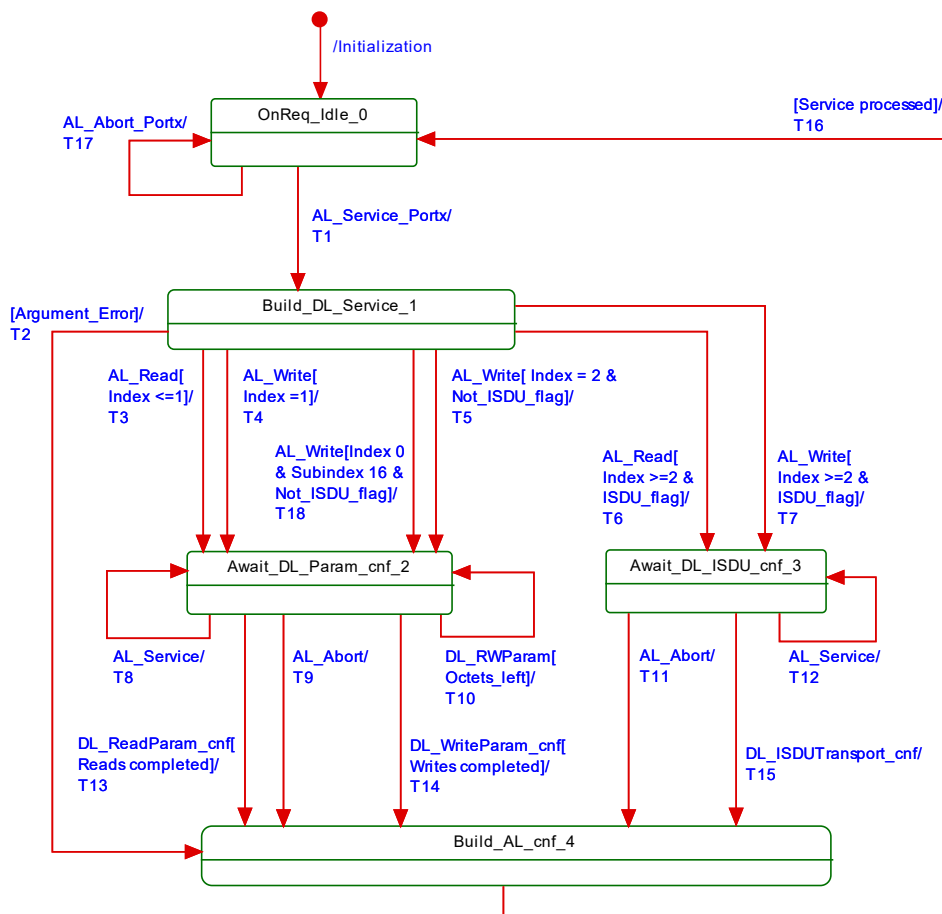 /Initialization
[Service processed]/
T16
OnReq_Idle_0
AL_Abort_Portx/
T17
AL_Service_Portx/
T1
Build_DL_Service_1
[Argument_Error]/
T2
AL_Read[
Index <=1]/
T3
AL_Write[
Index =1]/
T4
AL_Write[ Index = 2 &
Not_ISDU_flag]/
T5
AL_Write[Index 0
& Subindex 16 &
Not_ISDU_flag]/
T18
AL_Read[
Index >=2 &
ISDU_flag]/
T6
AL_Write[
Index >=2 &
ISDU_flag]/
T7
Await_DL_Param_cnf_2
Await_DL_ISDU_cnf_3
AL_Service/
T8
AL_Abort/
T9
DL_RWParam[
Octets_left]/
T10
AL_Abort/
T11
AL_Service/
T12
DL_ReadParam_cnf[
Reads completed]/
T13
DL_WriteParam_cnf[
Writes completed]/
T14
DL_ISDUTransport_cnf/
T15
Build_AL_cnf_4